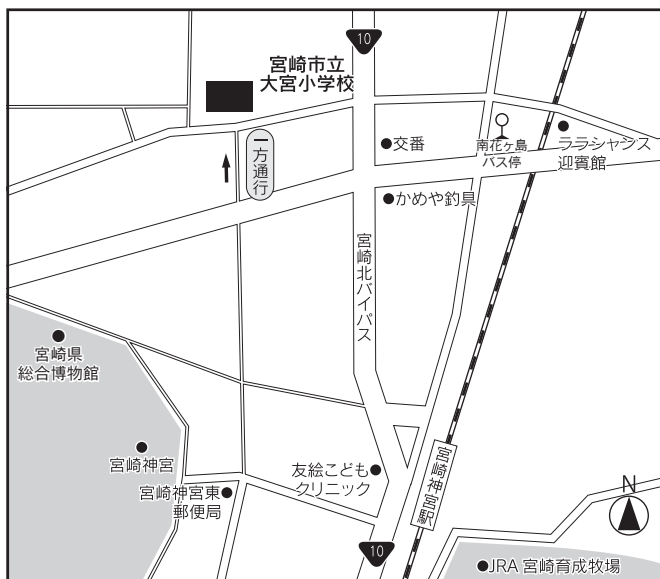 10
宮崎市立
大宮小学校
一方通行
交番
南花ヶ島
バス停
ララシャンス
迎賓館
かめや釣具
宮崎北バイパス
宮崎県
総合博物館
宮崎神宮
宮崎神宮東
郵便局
友絵こども
クリニック
宮崎神宮駅
N
10
JRA 宮崎育成牧場